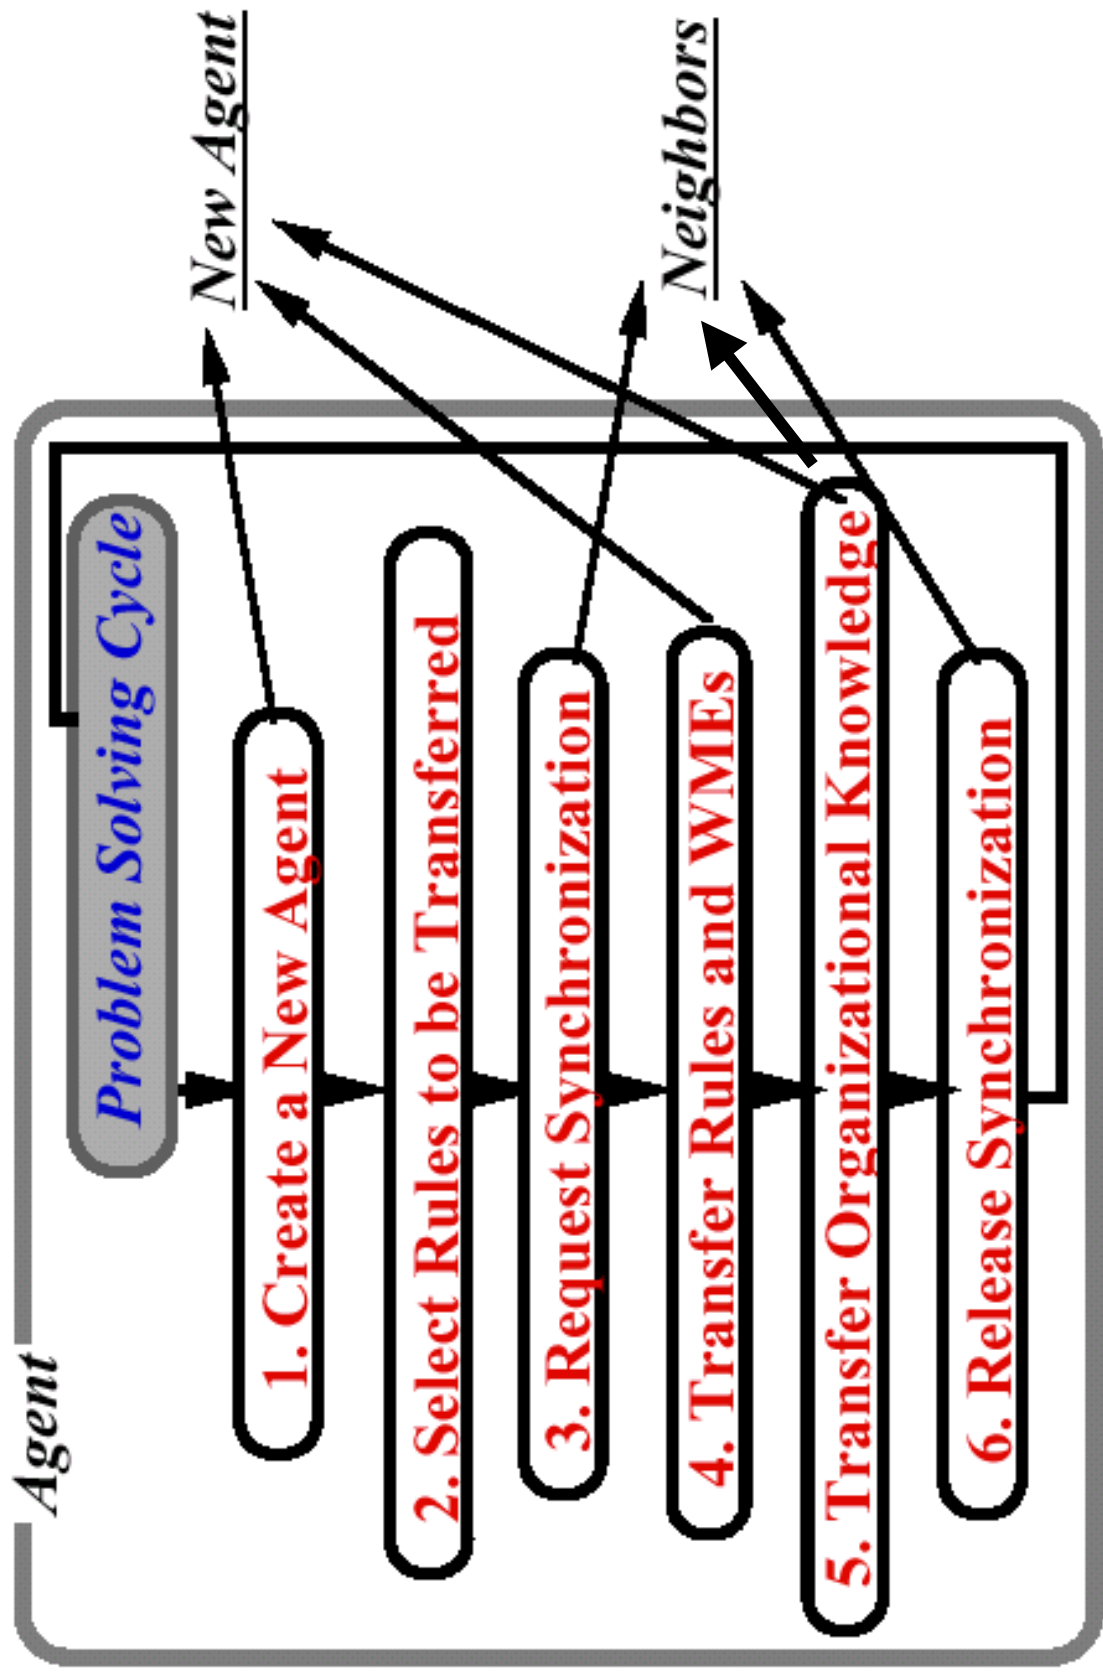 Agent
Problem Solving Cycle
1. Create a New Agent
2. Select Rules to be Transferred
3. Request Synchronization
4. Transfer Rules and WMEs
5. Transfer Organizational Knowledge
6. Release Synchronization
New Agent
Neighbors